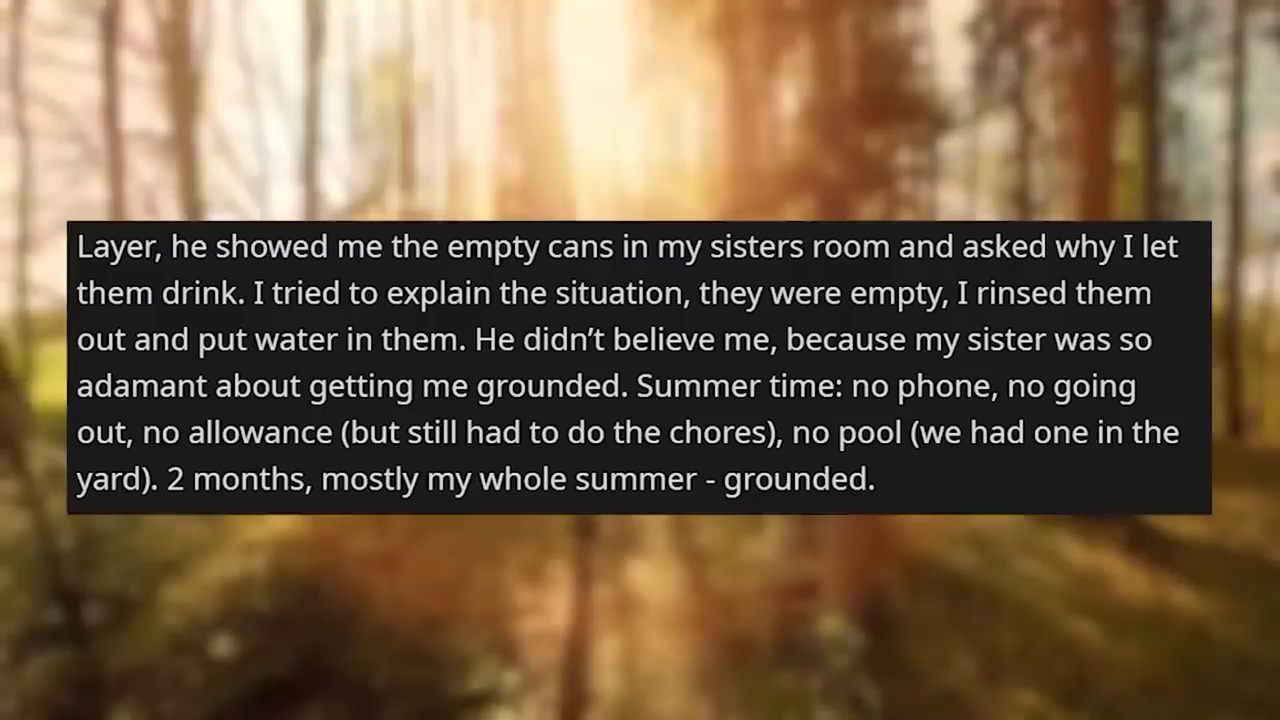 Layer, he showed me the empty cans in my sisters room and asked why I let
them drink. I tried to explain the situation, they were empty, I rinsed them
out and put water in them. He didn’t believe me, because my sister was so
adamant about getting me grounded. Summer time: no phone, no going
out, no allowance (but still had to do the chores), no pool (we had one in the
yard). 2 months, mostly my whole summer - grounded.